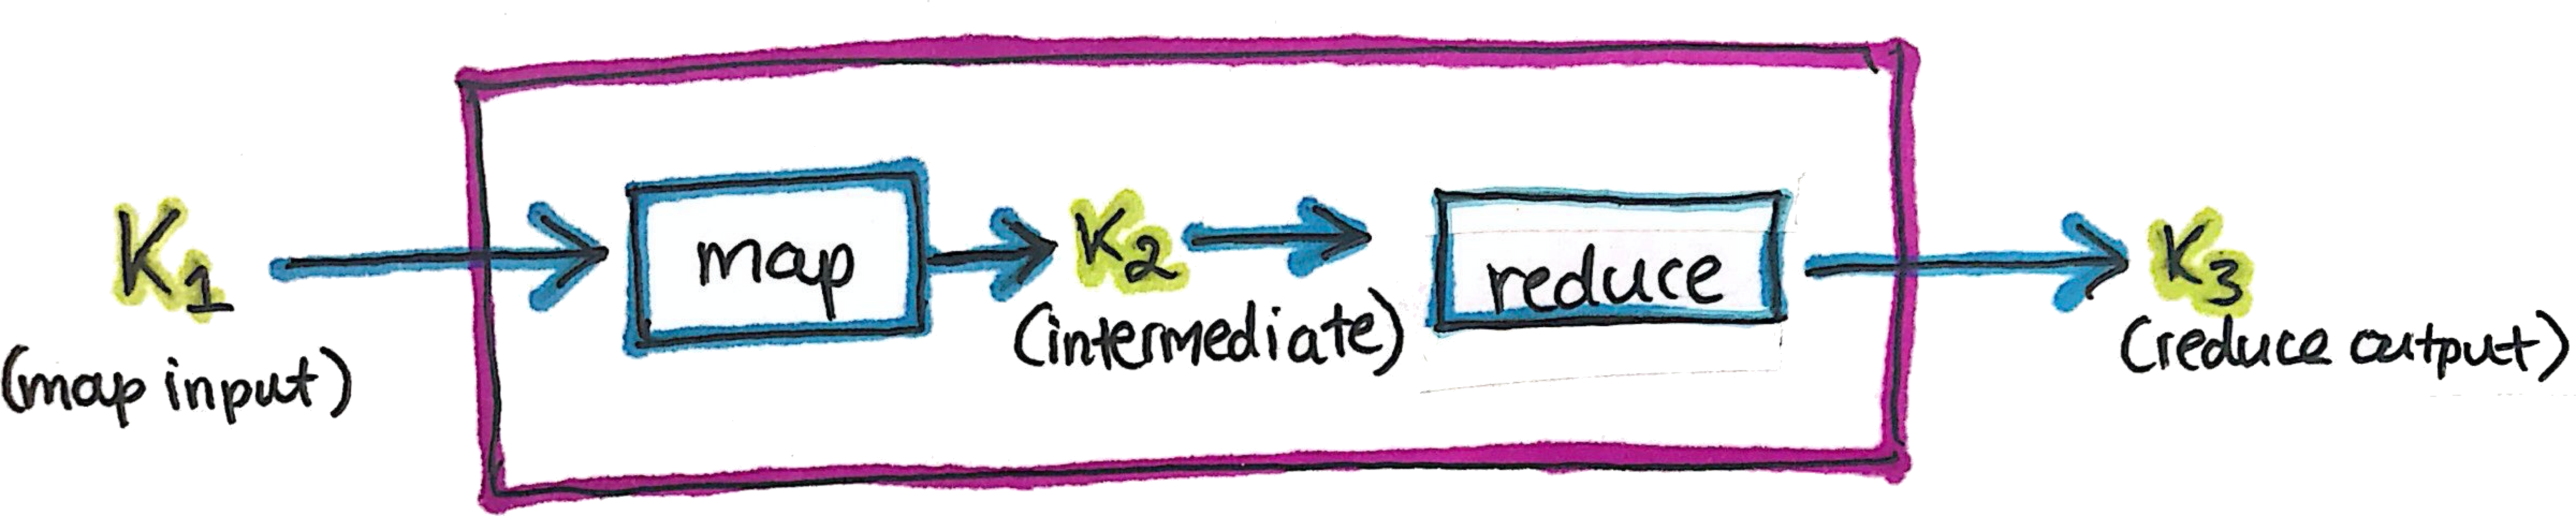 K1
(map input)
map
K2
(intermediate)
reduce
K3
(reduce output)